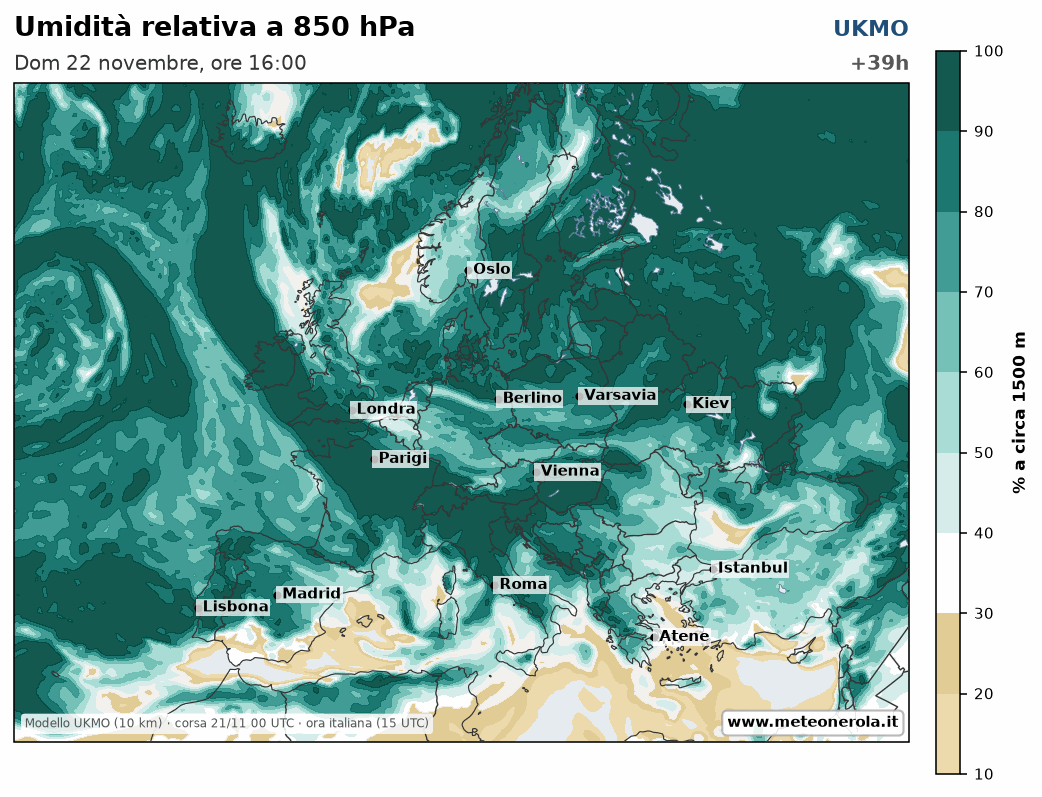 Umidità relativa a 850 hPa
UKMO
Dom 22 novembre, ore 16:00
+39h
100
90
80
70
60
50
40
30
20
10
% a circa 1500 m
Oslo
Londra
Berlino
Varsavia
Kiev
Parigi
Vienna
Istanbul
Roma
Madrid
Lisbona
Atene
Modello UKMO (10 km) · corsa 21/11 00 UTC · ora italiana (15 UTC)
www.meteonerola.it